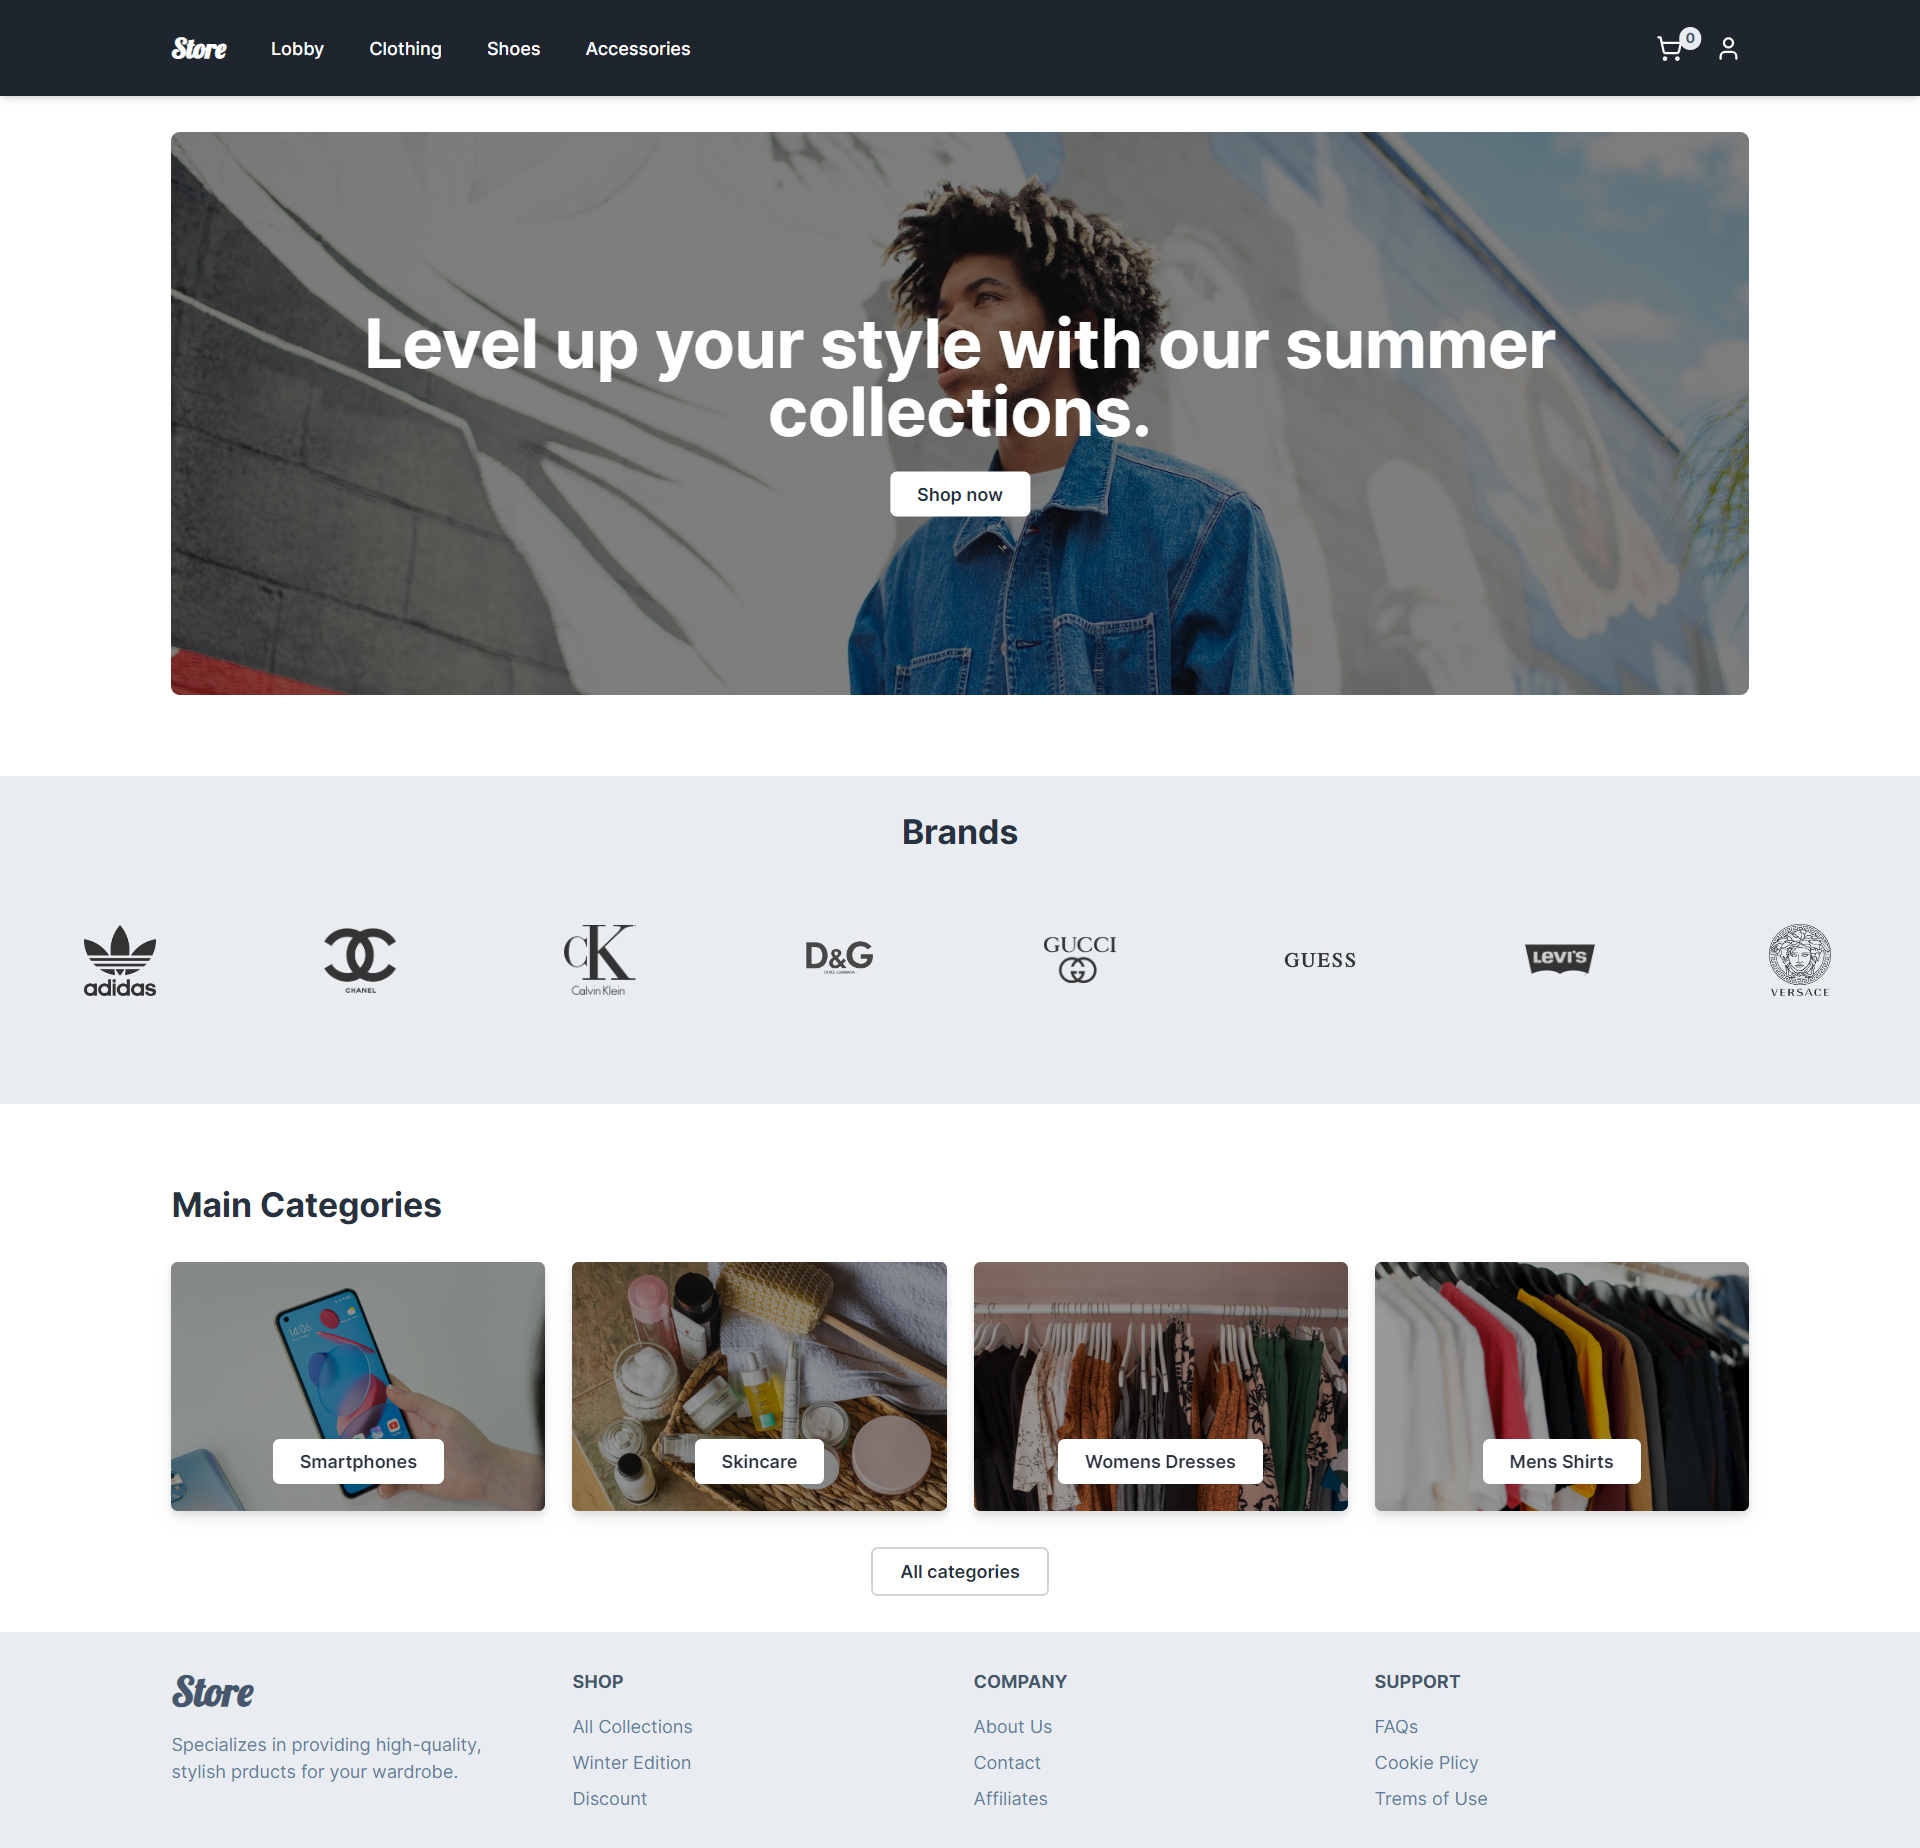 Store
Lobby
Clothing
Shoes
Accessories
0
Level up your style with our summer
collections.
Shop now
Brands
adidas
CHANEL
CK
Calvin Klein
D&G
GUCCI
GUESS
Levi's
VERSACE
Main Categories
14:06
Smartphones
Skincare
Womens Dresses
Mens Shirts
All categories
Store
Specializes in providing high-quality,
stylish prducts for your wardrobe.
SHOP
All Collections
Winter Edition
Discount
COMPANY
About Us
Contact
Affiliates
SUPPORT
FAQs
Cookie Plicy
Trems of Use